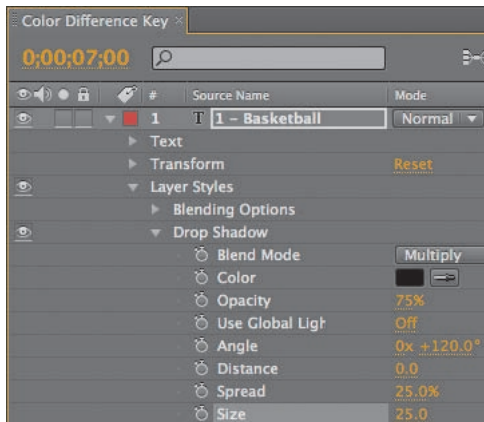 Color Difference Key
0;00;07;00
# Source Name Mode
1 T 1 – Basketball Normal
Text
Transform Reset
Layer Styles
Blending Options
Drop Shadow
Blend Mode Multiply
Color
Opacity 75%
Use Global Ligh Off
Angle 0x +120.0°
Distance 0.0
Spread 25.0%
Size 25.0